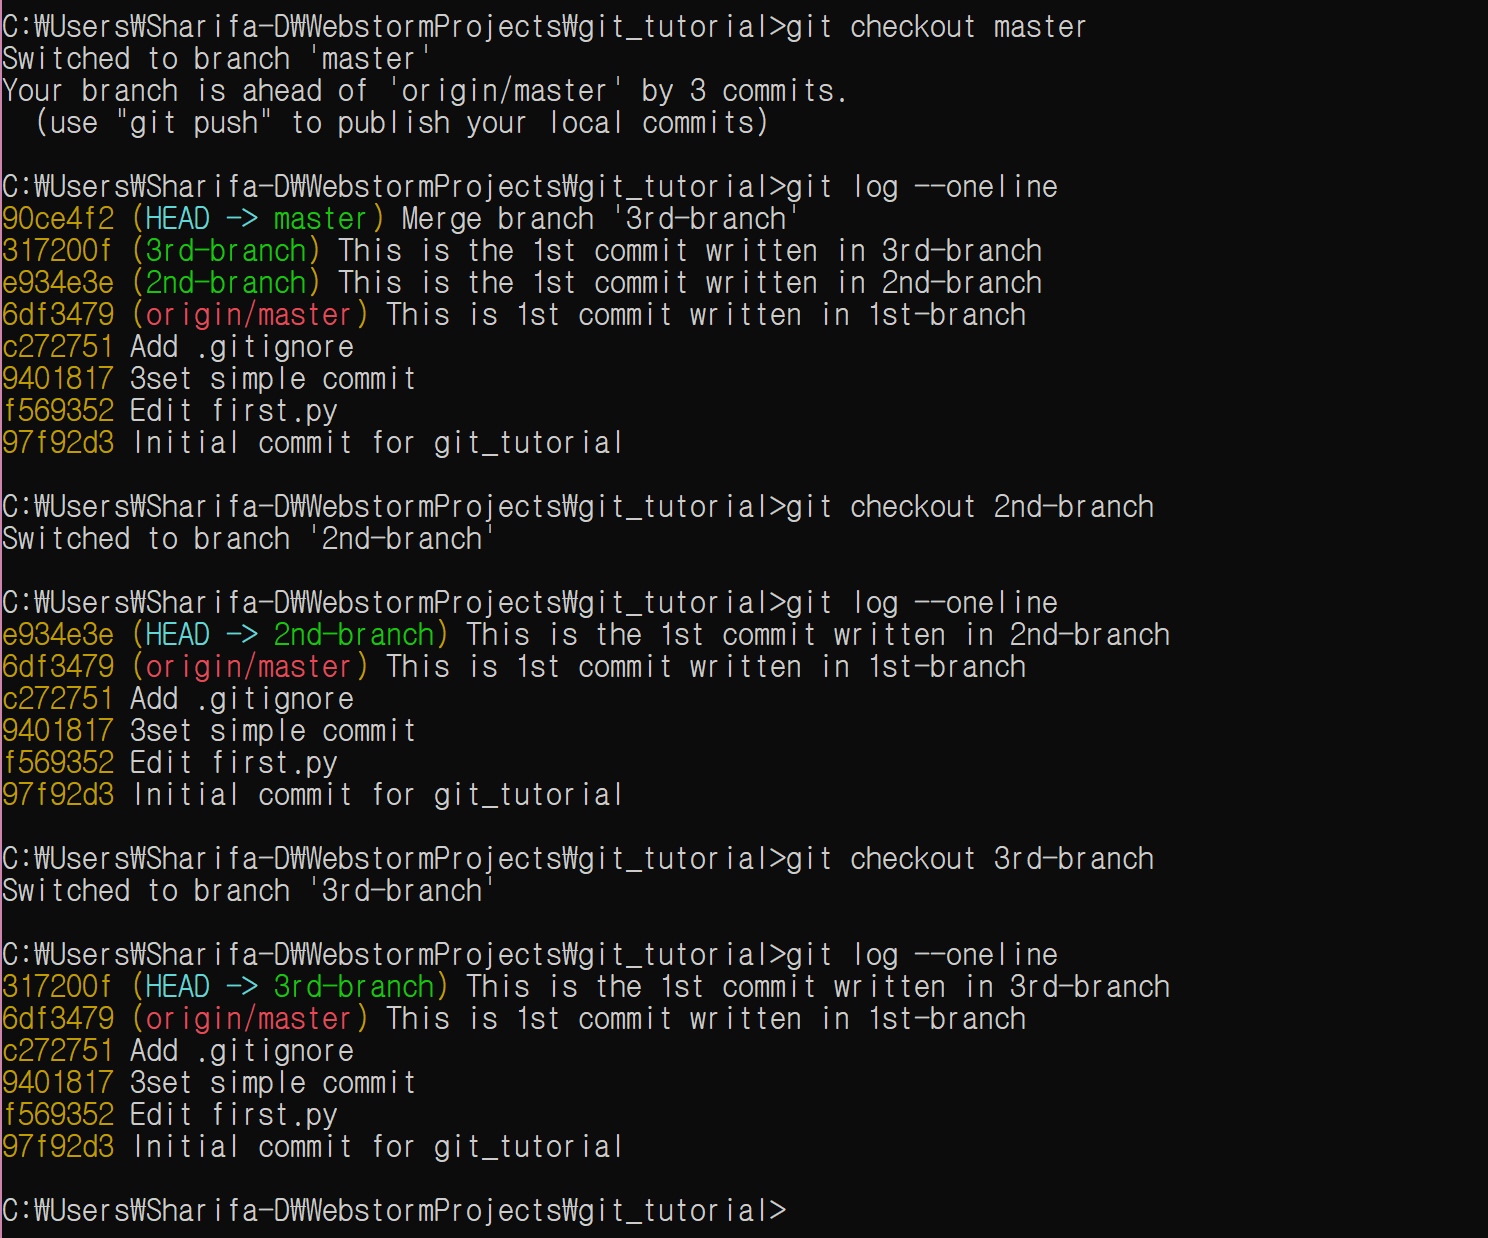 C:₩Users₩Sharifa-D₩WebstormProjects₩git_tutorial>git checkout master
Switched to branch 'master'
Your branch is ahead of 'origin/master' by 3 commits.
  (use "git push" to publish your local commits)

C:₩Users₩Sharifa-D₩WebstormProjects₩git_tutorial>git log --oneline
90ce4f2 (HEAD -> master) Merge branch '3rd-branch'
317200f (3rd-branch) This is the 1st commit written in 3rd-branch
e934e3e (2nd-branch) This is the 1st commit written in 2nd-branch
6df3479 (origin/master) This is 1st commit written in 1st-branch
c272751 Add .gitignore
9401817 3set simple commit
f569352 Edit first.py
97f92d3 Initial commit for git_tutorial

C:₩Users₩Sharifa-D₩WebstormProjects₩git_tutorial>git checkout 2nd-branch
Switched to branch '2nd-branch'

C:₩Users₩Sharifa-D₩WebstormProjects₩git_tutorial>git log --oneline
e934e3e (HEAD -> 2nd-branch) This is the 1st commit written in 2nd-branch
6df3479 (origin/master) This is 1st commit written in 1st-branch
c272751 Add .gitignore
9401817 3set simple commit
f569352 Edit first.py
97f92d3 Initial commit for git_tutorial

C:₩Users₩Sharifa-D₩WebstormProjects₩git_tutorial>git checkout 3rd-branch
Switched to branch '3rd-branch'

C:₩Users₩Sharifa-D₩WebstormProjects₩git_tutorial>git log --oneline
317200f (HEAD -> 3rd-branch) This is the 1st commit written in 3rd-branch
6df3479 (origin/master) This is 1st commit written in 1st-branch
c272751 Add .gitignore
9401817 3set simple commit
f569352 Edit first.py
97f92d3 Initial commit for git_tutorial

C:₩Users₩Sharifa-D₩WebstormProjects₩git_tutorial>